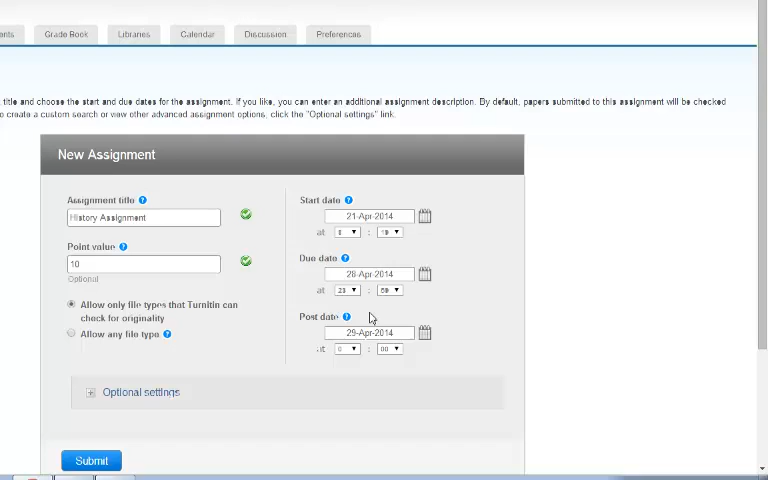 Grade Book Libraries Calendar Discussion Preferences
title and choose the start and due dates for the assignment. If you like, you can enter an additional assignment description. By default, papers submitted to this assignment will be checked
create a custom search or view other advanced assignment options, click the "Optional settings" link.
New Assignment
Assignment title
History Assignment
Point value
10
Optional
Allow only file types that Turnitin can
check for originality
Allow any file type
Start date
21-Apr-2014
at :
Due date
28-Apr-2014
at :
Post date
29-Apr-2014
at 0 : 00
Optional settings
Submit